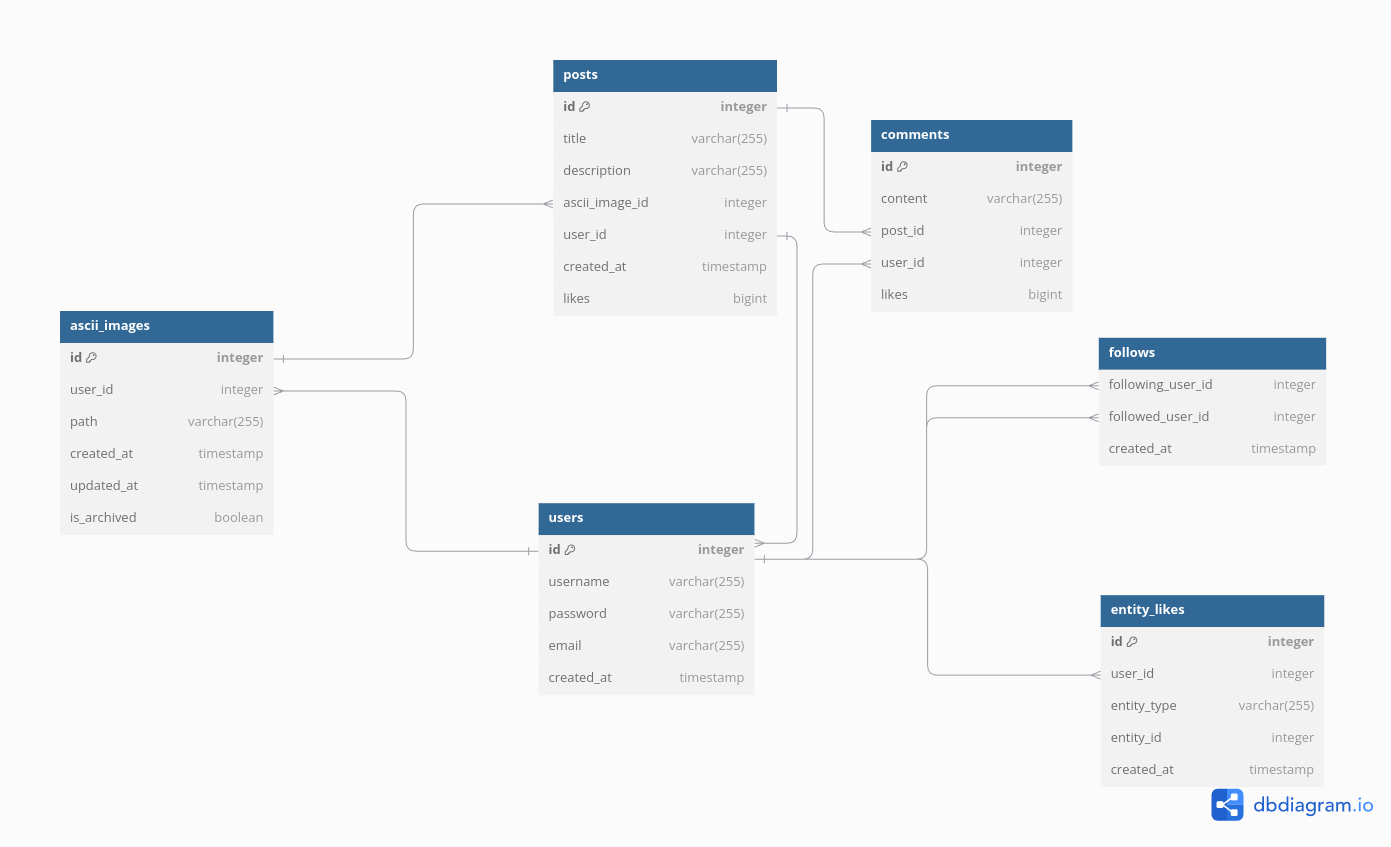 posts
id integer
title varchar(255)
description varchar(255)
ascii_image_id integer
user_id integer
created_at timestamp
likes bigint
comments
id integer
content varchar(255)
post_id integer
user_id integer
likes bigint
ascii_images
id integer
user_id integer
path varchar(255)
created_at timestamp
updated_at timestamp
is_archived boolean
follows
following_user_id integer
followed_user_id integer
created_at timestamp
users
id integer
username varchar(255)
password varchar(255)
email varchar(255)
created_at timestamp
entity_likes
id integer
user_id integer
entity_type varchar(255)
entity_id integer
created_at timestamp
dbdiagram.io